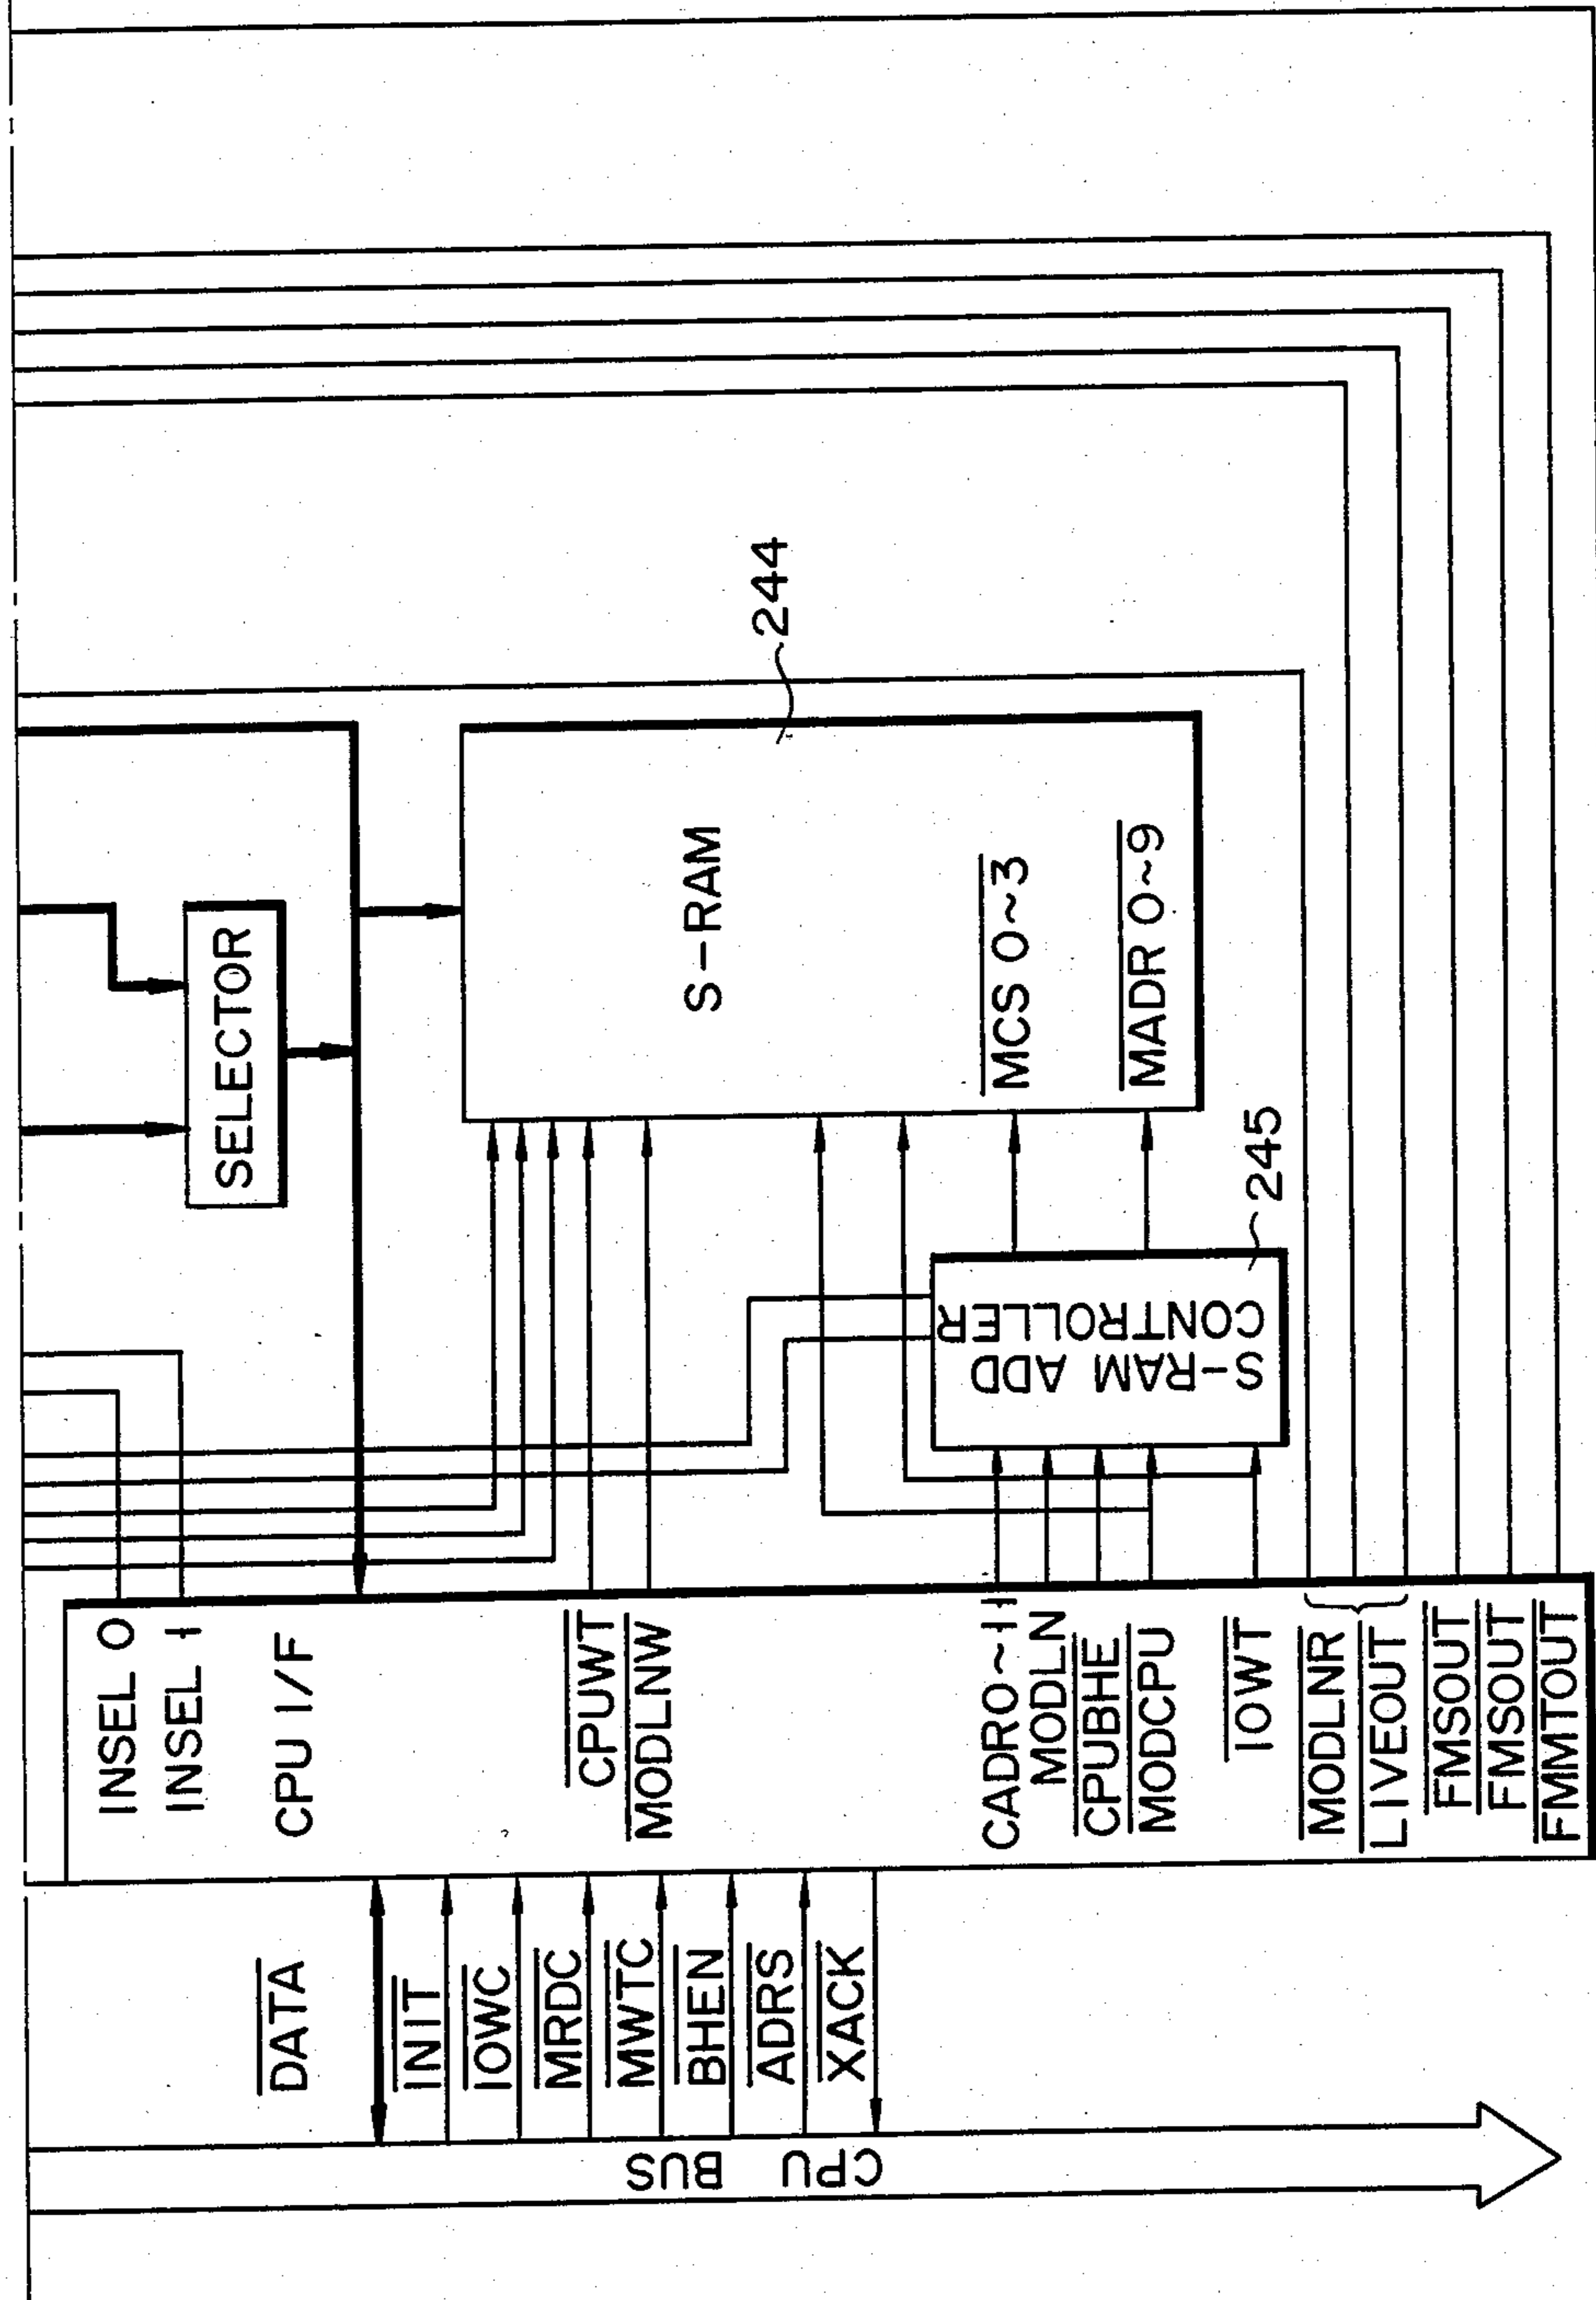 CPU BUS
DATA
INIT
IOWC
MRDC
MWTC
BHEN
ADRS
XACK
INSEL 0
INSEL 1
CPU I/F
CPUWT
MODLNW
CADR0~11
MODLN
CPUBHE
MODCPU
IOWT
MODLNR
LIVEOUT
FMSOUT
FMSOUT
FMMTOUT
SELECTOR
S-RAM ADD
CONTROLLER
245
S-RAM
MCS 0~3
MADR 0~9
244